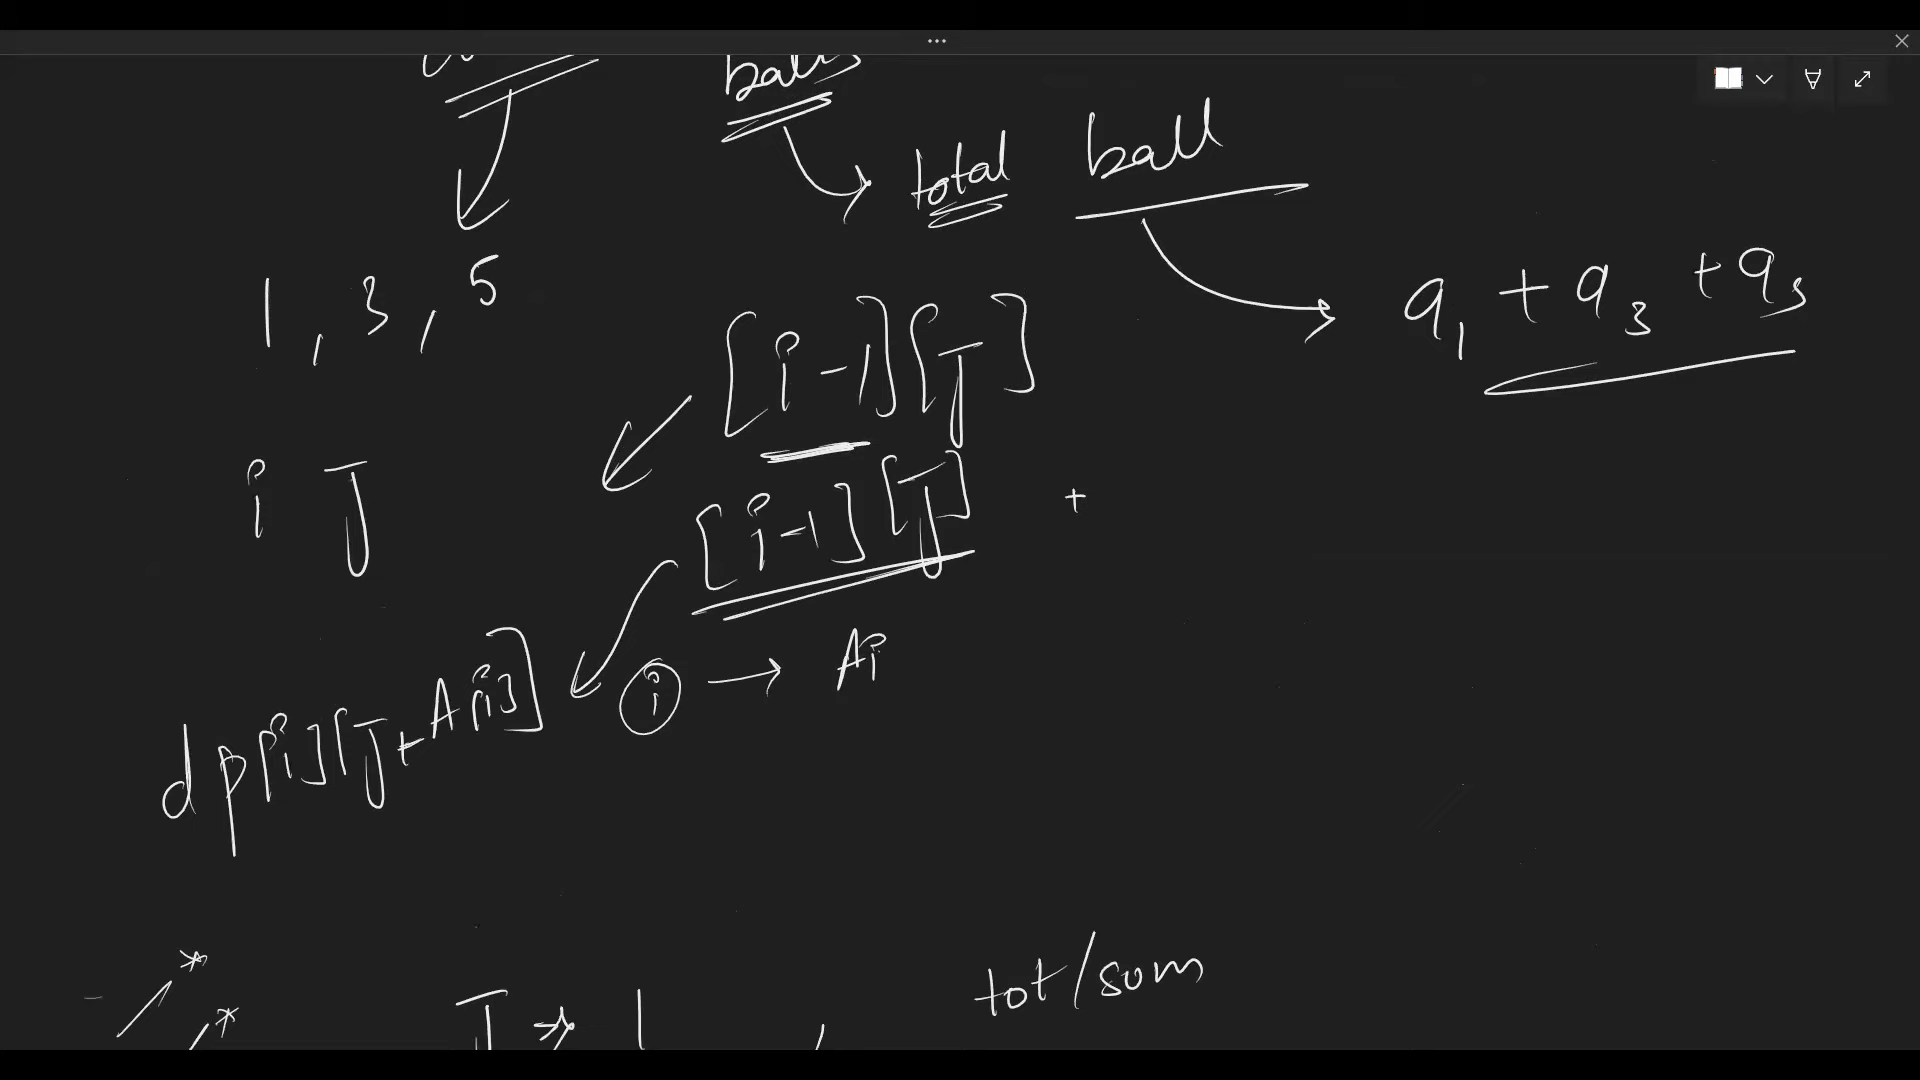 balls
total ball
1, 3, 5
a1 + a3 + a5
[i-1][J]
i J
[i-1][J] +
i → Ai
dp[i][J+A[i]]
tot/sum
J → 1 ,